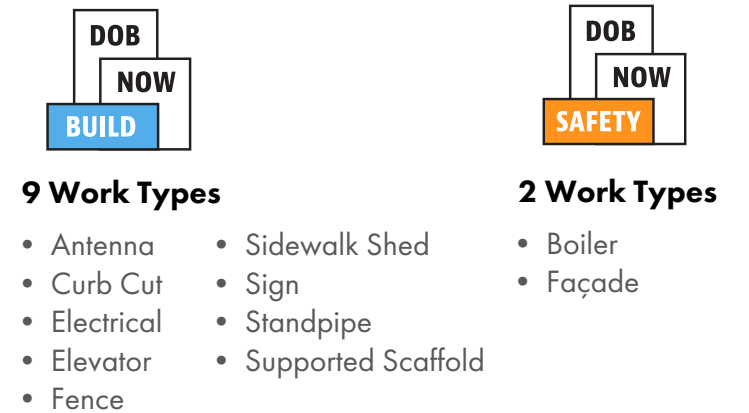 DOB
NOW
BUILD
9 Work Types
• Antenna
• Curb Cut
• Electrical
• Elevator
• Fence
• Sidewalk Shed
• Sign
• Standpipe
• Supported Scaffold
DOB
NOW
SAFETY
2 Work Types
• Boiler
• Façade